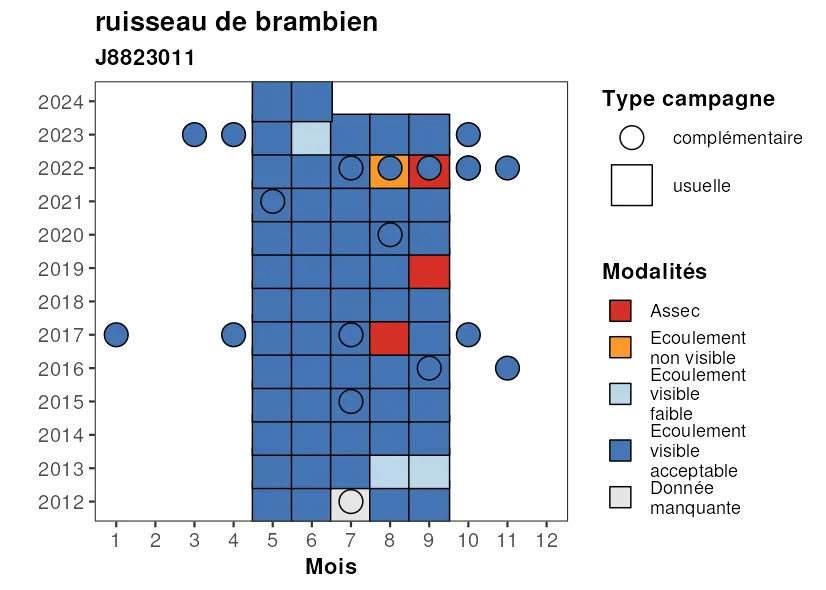 ruisseau de brambien
J8823011
2024
2023
2022
2021
2020
2019
2018
2017
2016
2015
2014
2013
2012
1 2 3 4 5 6 7 8 9 10 11 12
Mois
Type campagne
complémentaire
usuelle
Modalités
Assec
Ecoulement
non visible
Ecoulement
visible
faible
Ecoulement
visible
acceptable
Donnée
manquante